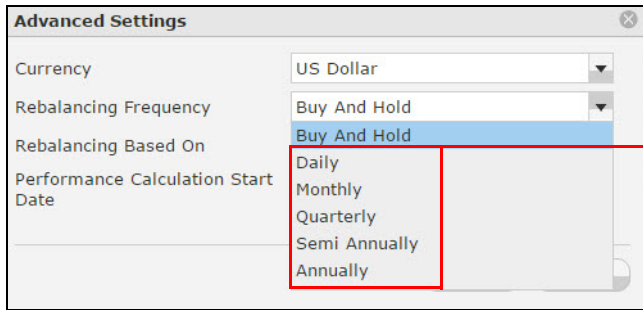 Advanced Settings
Currency
US Dollar
Rebalancing Frequency
Buy And Hold
Buy And Hold
Rebalancing Based On
Daily
Monthly
Quarterly
Semi Annually
Annually
Performance Calculation Start
Date